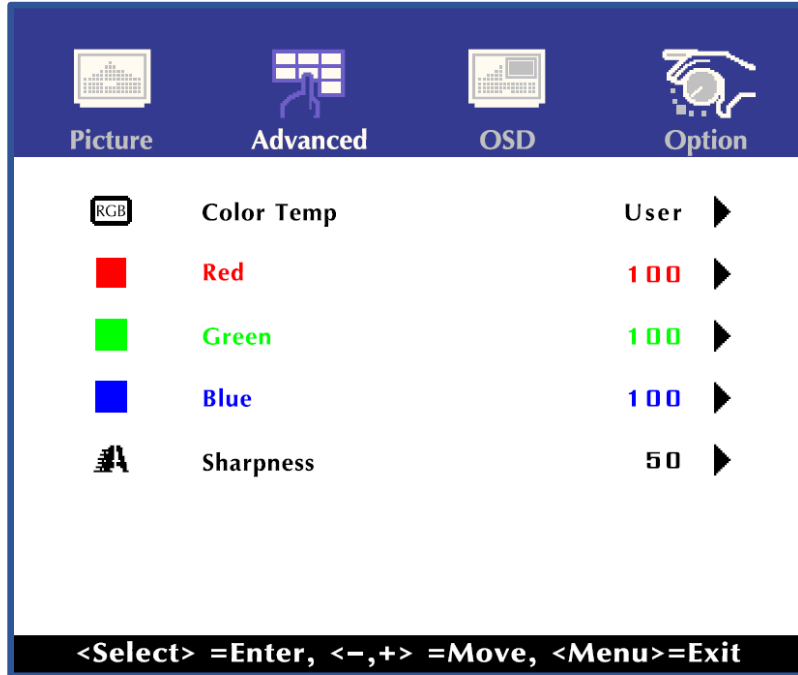 Picture Advanced OSD Option
RGB Color Temp User
Red 100
Green 100
Blue 100
A Sharpness 50
<Select> =Enter, <−,+> =Move, <Menu>=Exit